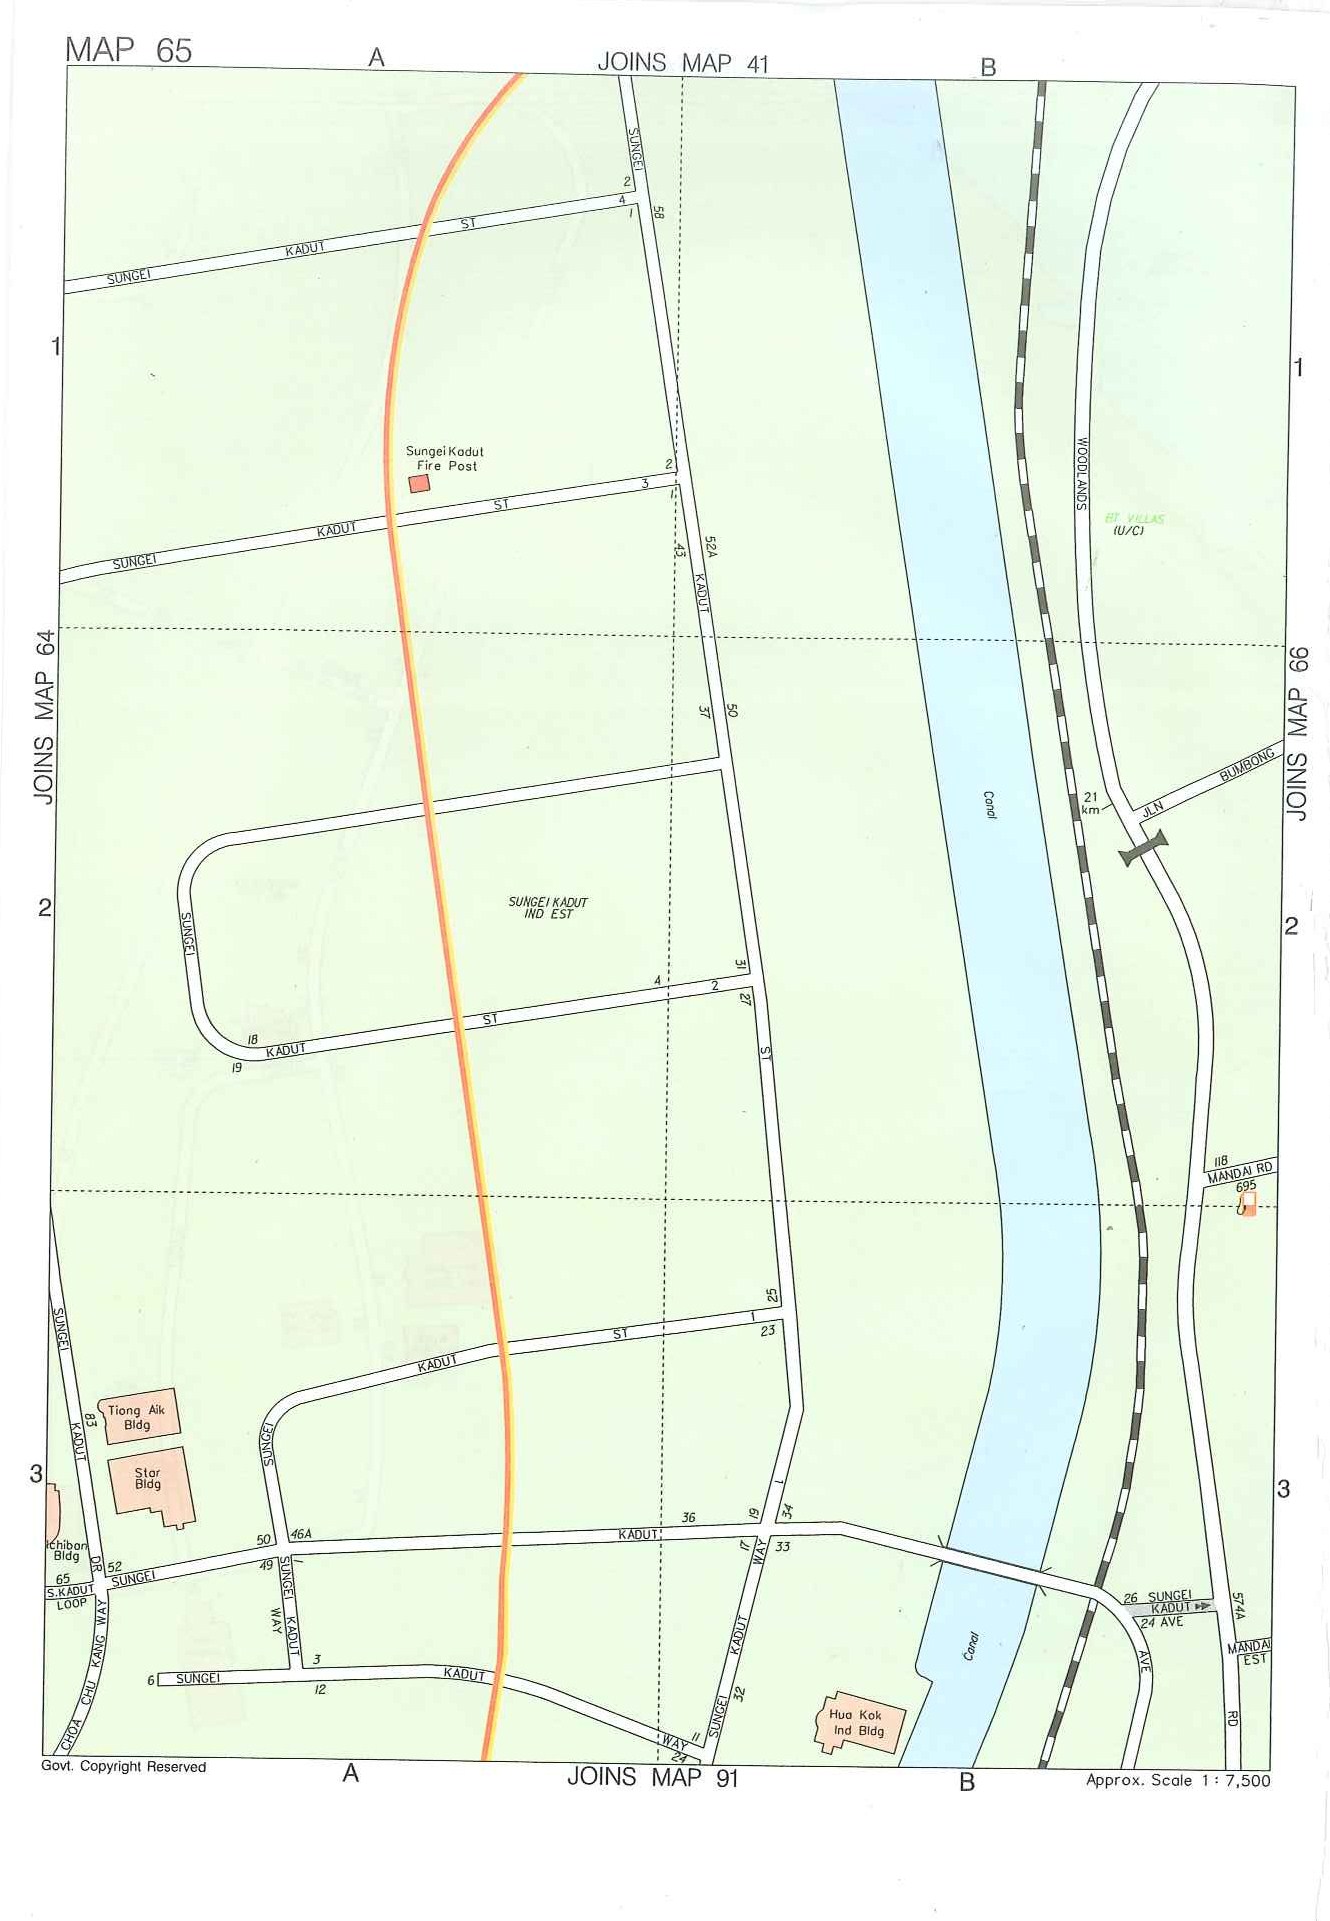 MAP 65
A
JOINS MAP 41
B
SUNGEI
2
4
1
58
SUNGEI KADUT ST
1
1
Sungei Kadut
Fire Post
2
3
1
SUNGEI KADUT ST
WOODLANDS
BT VILLAS
(U/C)
43
52A
KADUT
JOINS MAP 64
JOINS MAP 66
37
50
21
km
JLN BUMBONG
Canal
2
2
SUNGEI KADUT
IND EST
SUNGEI
31
4
2
27
ST
18
KADUT
19
ST
118
MANDAI RD
695
25
1
23
SUNGEI KADUT ST
SUNGEI
83
KADUT
DR
Tiong Aik
Bldg
Star
Bldg
3
3
1
Ichiban
Bldg
65
S.KADUT
LOOP
52
SUNGEI
50
46A
49
1
36
KADUT
19
34
17
WAY
33
SUNGEI KADUT
WAY
26
SUNGEI
KADUT
24 AVE
574A
AVE
MANDAI
EST
RD
CHOA CHU KANG WAY
6
SUNGEI
3
12
KADUT
WAY
11
24
SUNGEI KADUT
32
Canal
Hua Kok
Ind Bldg
Govt. Copyright Reserved
A
JOINS MAP 91
B
Approx. Scale 1 : 7,500